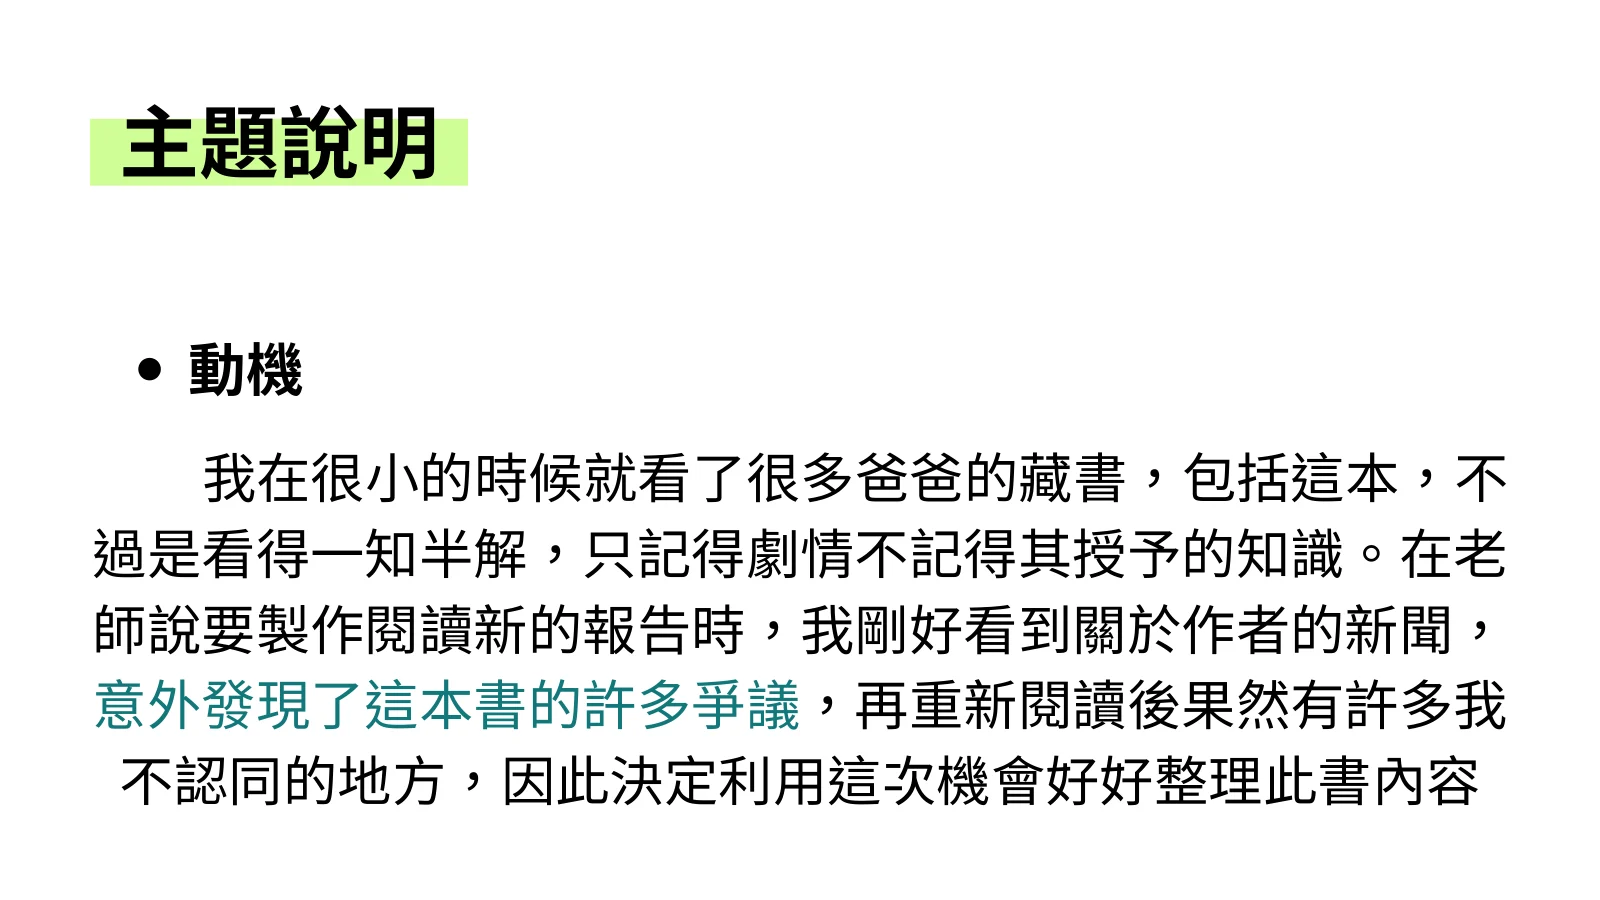 主題說明
動機
我在很小的時候就看了很多爸爸的藏書，包括這本，不
過是看得一知半解，只記得劇情不記得其授予的知識。在老
師說要製作閱讀新的報告時，我剛好看到關於作者的新聞，
意外發現了這本書的許多爭議，再重新閱讀後果然有許多我
不認同的地方，因此決定利用這次機會好好整理此書內容